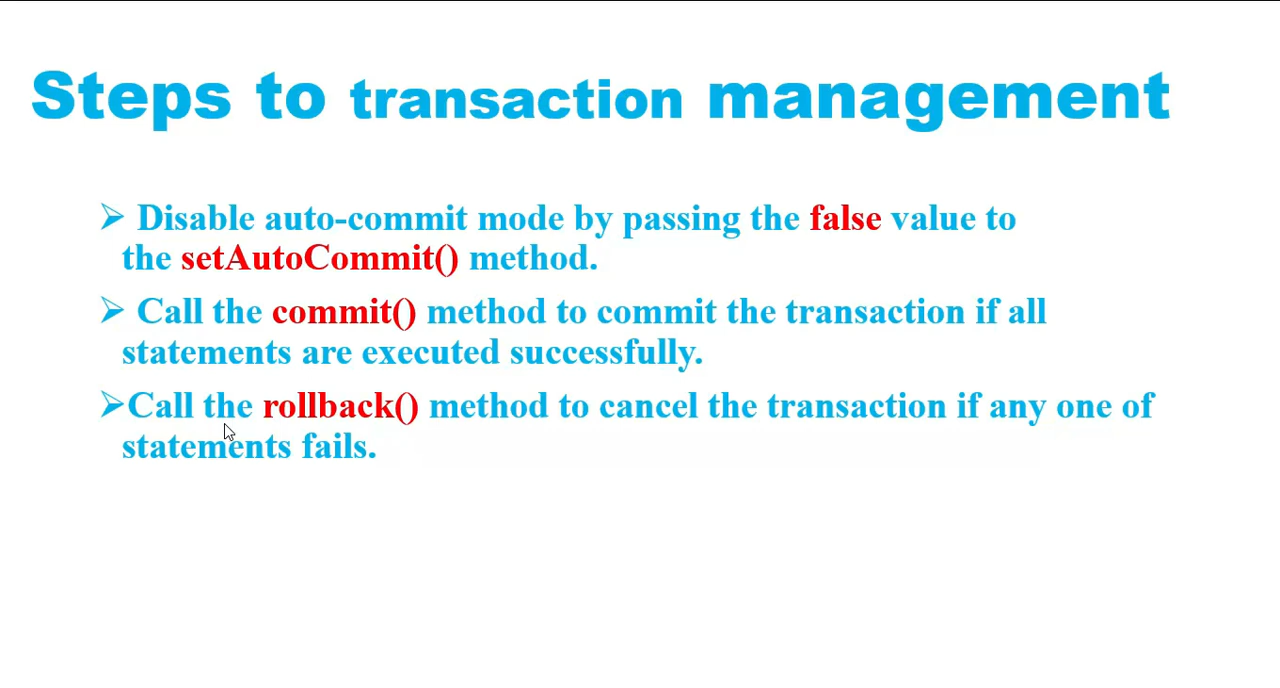 Steps to transaction management
➢ Disable auto-commit mode by passing the false value to
the setAutoCommit() method.
➢ Call the commit() method to commit the transaction if all
statements are executed successfully.
➢Call the rollback() method to cancel the transaction if any one of
statements fails.